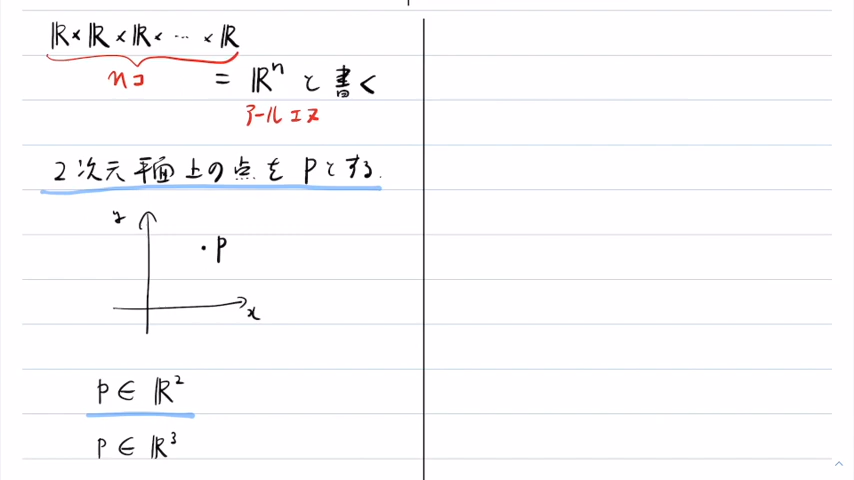 ℝ×ℝ×ℝ×…×ℝ
nコ
= ℝⁿ と書く
アールエヌ
2次元平面上の点を P とする.
y
・P
x
P ∈ ℝ²
P ∈ ℝ³